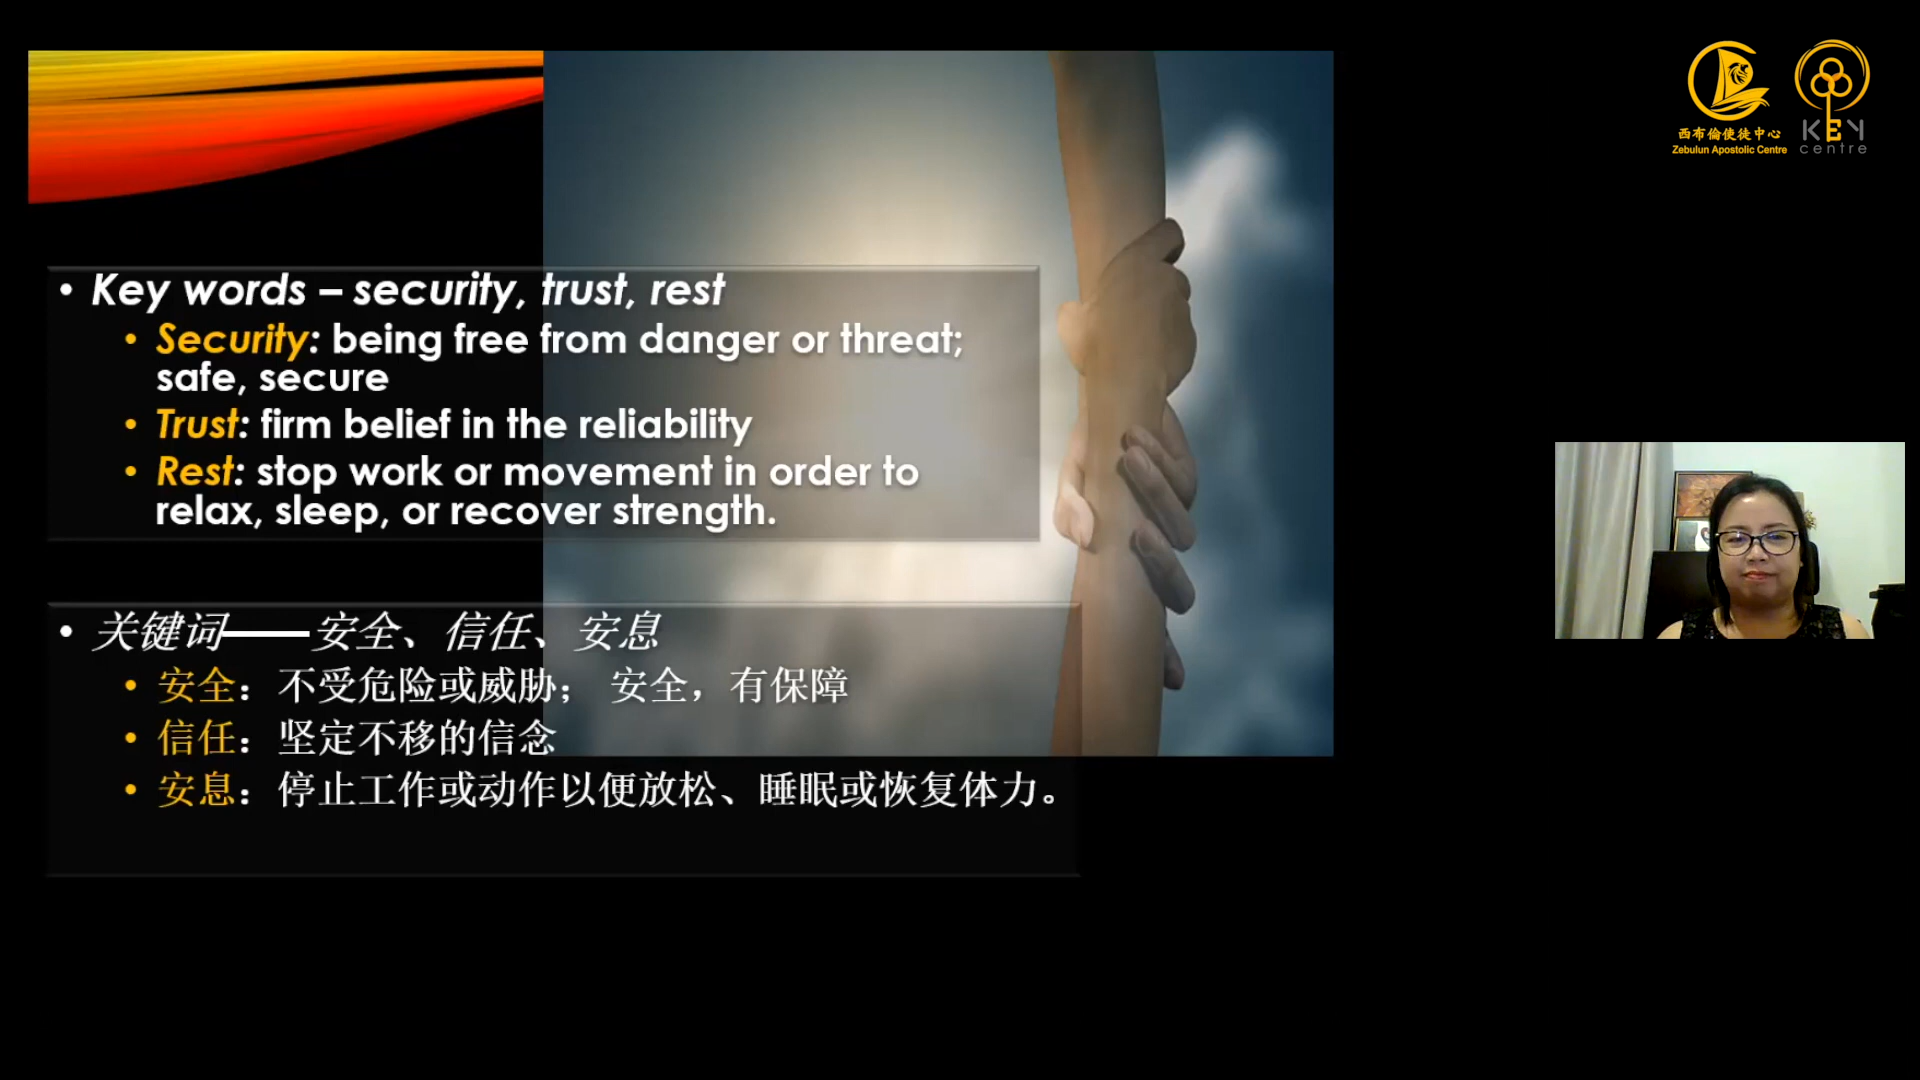 • Key words – security, trust, rest
• Security: being free from danger or threat;
safe, secure
• Trust: firm belief in the reliability
• Rest: stop work or movement in order to
relax, sleep, or recover strength.
• 关键词——安全、信任、安息
• 安全：不受危险或威胁； 安全，有保障
• 信任：坚定不移的信念
• 安息：停止工作或动作以便放松、睡眠或恢复体力。
西布倫使徒中心
Zebulun Apostolic Centre
KEY
centre